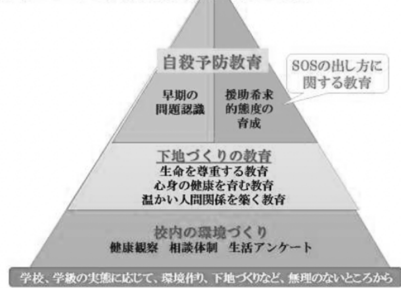 自殺予防教育
SOSの出し方に
関する教育
早期の
問題認識
援助希求
的態度の
育成
下地づくりの教育
生命を尊重する教育
心身の健康を育む教育
温かい人間関係を築く教育
校内の環境づくり
健康観察 相談体制 生活アンケート
学校、学級の実態に応じて、環境作り、下地づくりなど、無理のないところから